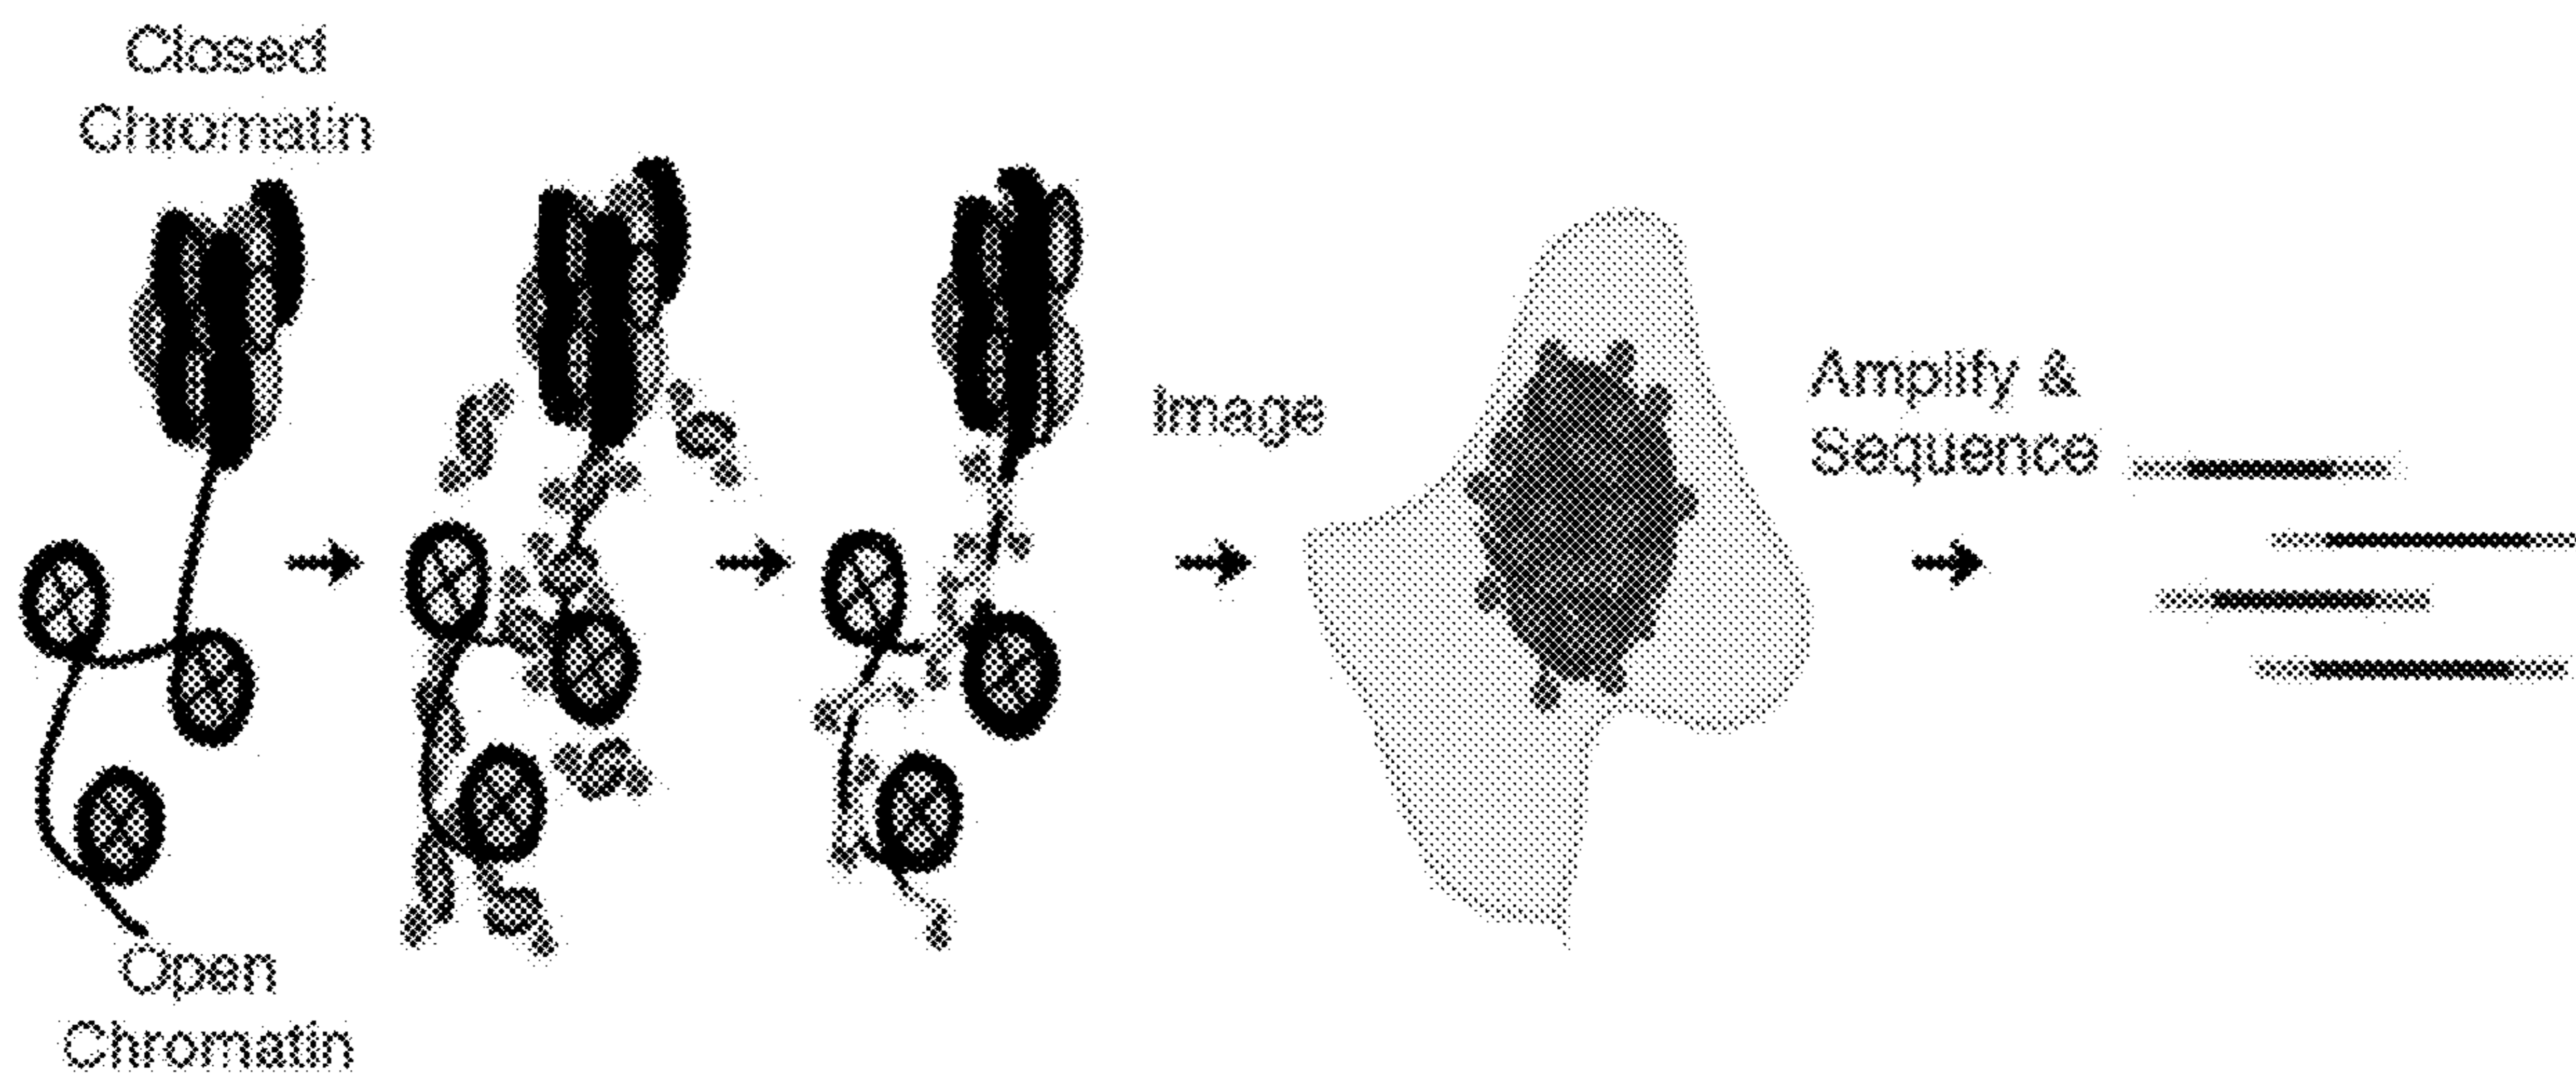 Closed
Chromatin
Open
Chromatin
Image
Amplify &
Sequence